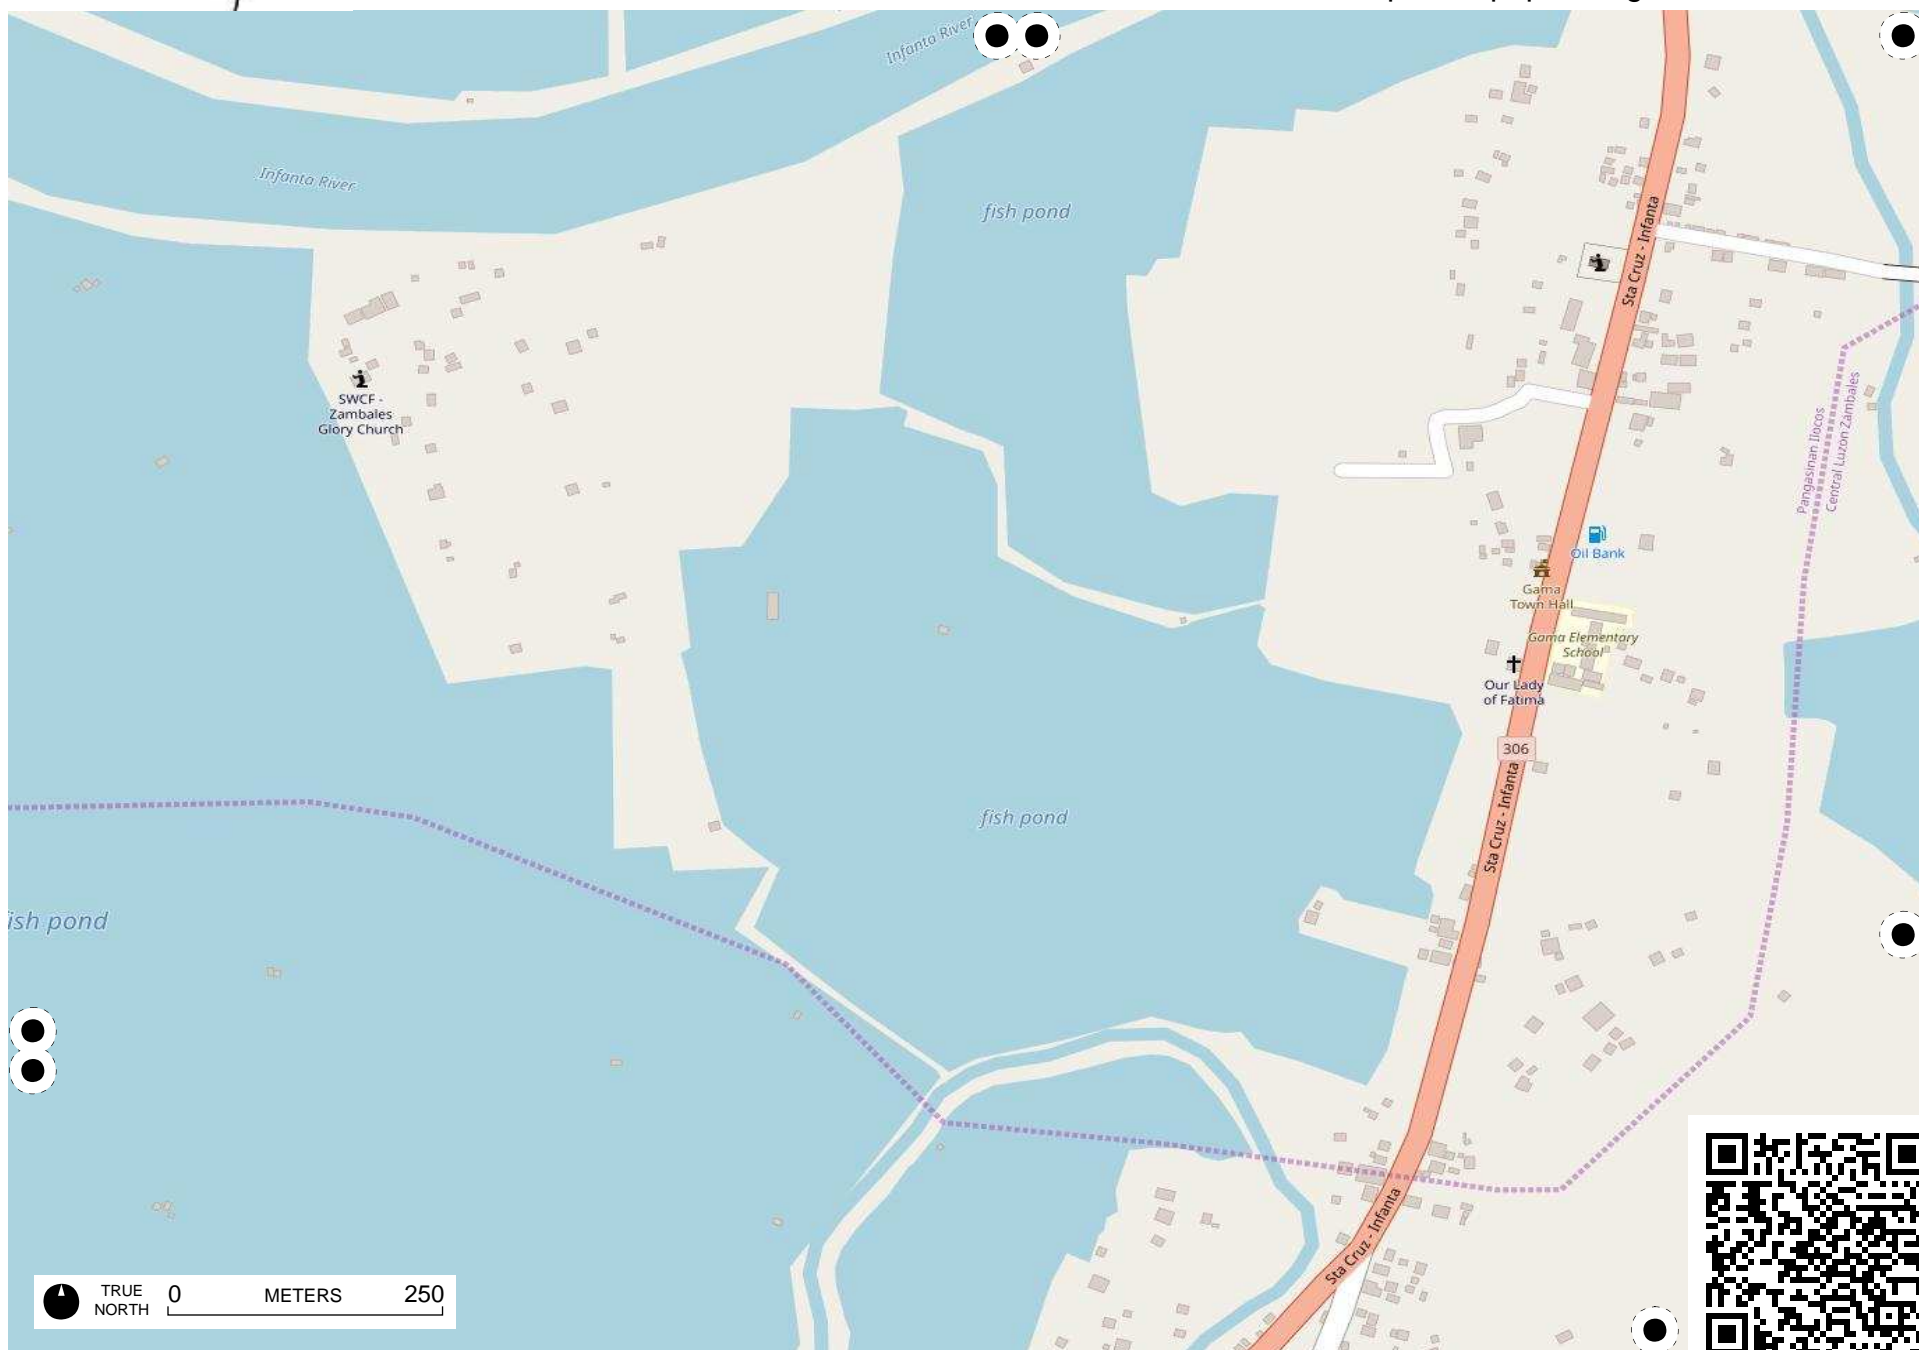 Infanta River
Infanta River
fish pond
Sta Cruz - Infanta
SWCF -
Zambales
Glory Church
Pangasinan Ilocos
Central Luzon Zambales
Oil Bank
Gama
Town Hall
Gama Elementary
School
Our Lady
of Fatima
306
Sta Cruz - Infanta
fish pond
ish pond
Sta Cruz - Infanta
TRUE
NORTH
0 METERS 250